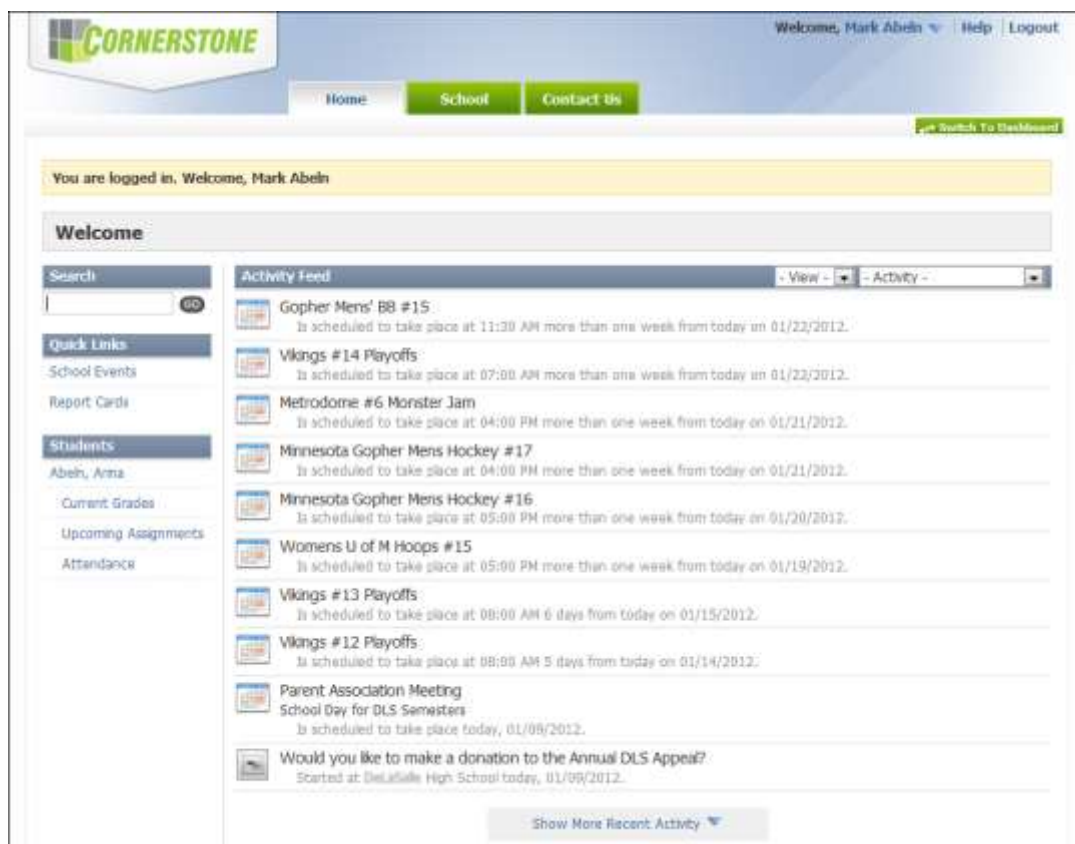 CORNERSTONE
Welcome, Mark Abeln Help Logout
Home School Contact Us
Switch To Dashboard
You are logged in. Welcome, Mark Abeln
Welcome
Search
GO
Quick Links
School Events
Report Cards
Students
Abeln, Anna
Current Grades
Upcoming Assignments
Attendance
Activity Feed - View - - Activity -
Gopher Mens' BB #15
Is scheduled to take place at 11:30 AM more than one week from today on 01/22/2012.
Vikings #14 Playoffs
Is scheduled to take place at 07:00 AM more than one week from today on 01/22/2012.
Metrodome #6 Monster Jam
Is scheduled to take place at 04:00 PM more than one week from today on 01/21/2012.
Minnesota Gopher Mens Hockey #17
Is scheduled to take place at 04:00 PM more than one week from today on 01/21/2012.
Minnesota Gopher Mens Hockey #16
Is scheduled to take place at 05:00 PM more than one week from today on 01/20/2012.
Womens U of M Hoops #15
Is scheduled to take place at 05:00 PM more than one week from today on 01/19/2012.
Vikings #13 Playoffs
Is scheduled to take place at 08:00 AM 6 days from today on 01/15/2012.
Vikings #12 Playoffs
Is scheduled to take place at 08:00 AM 5 days from today on 01/14/2012.
Parent Association Meeting
School Day for DLS Semesters
Is scheduled to take place today, 01/09/2012.
Would you like to make a donation to the Annual DLS Appeal?
Started at DeLaSalle High School today, 01/09/2012.
Show More Recent Activity